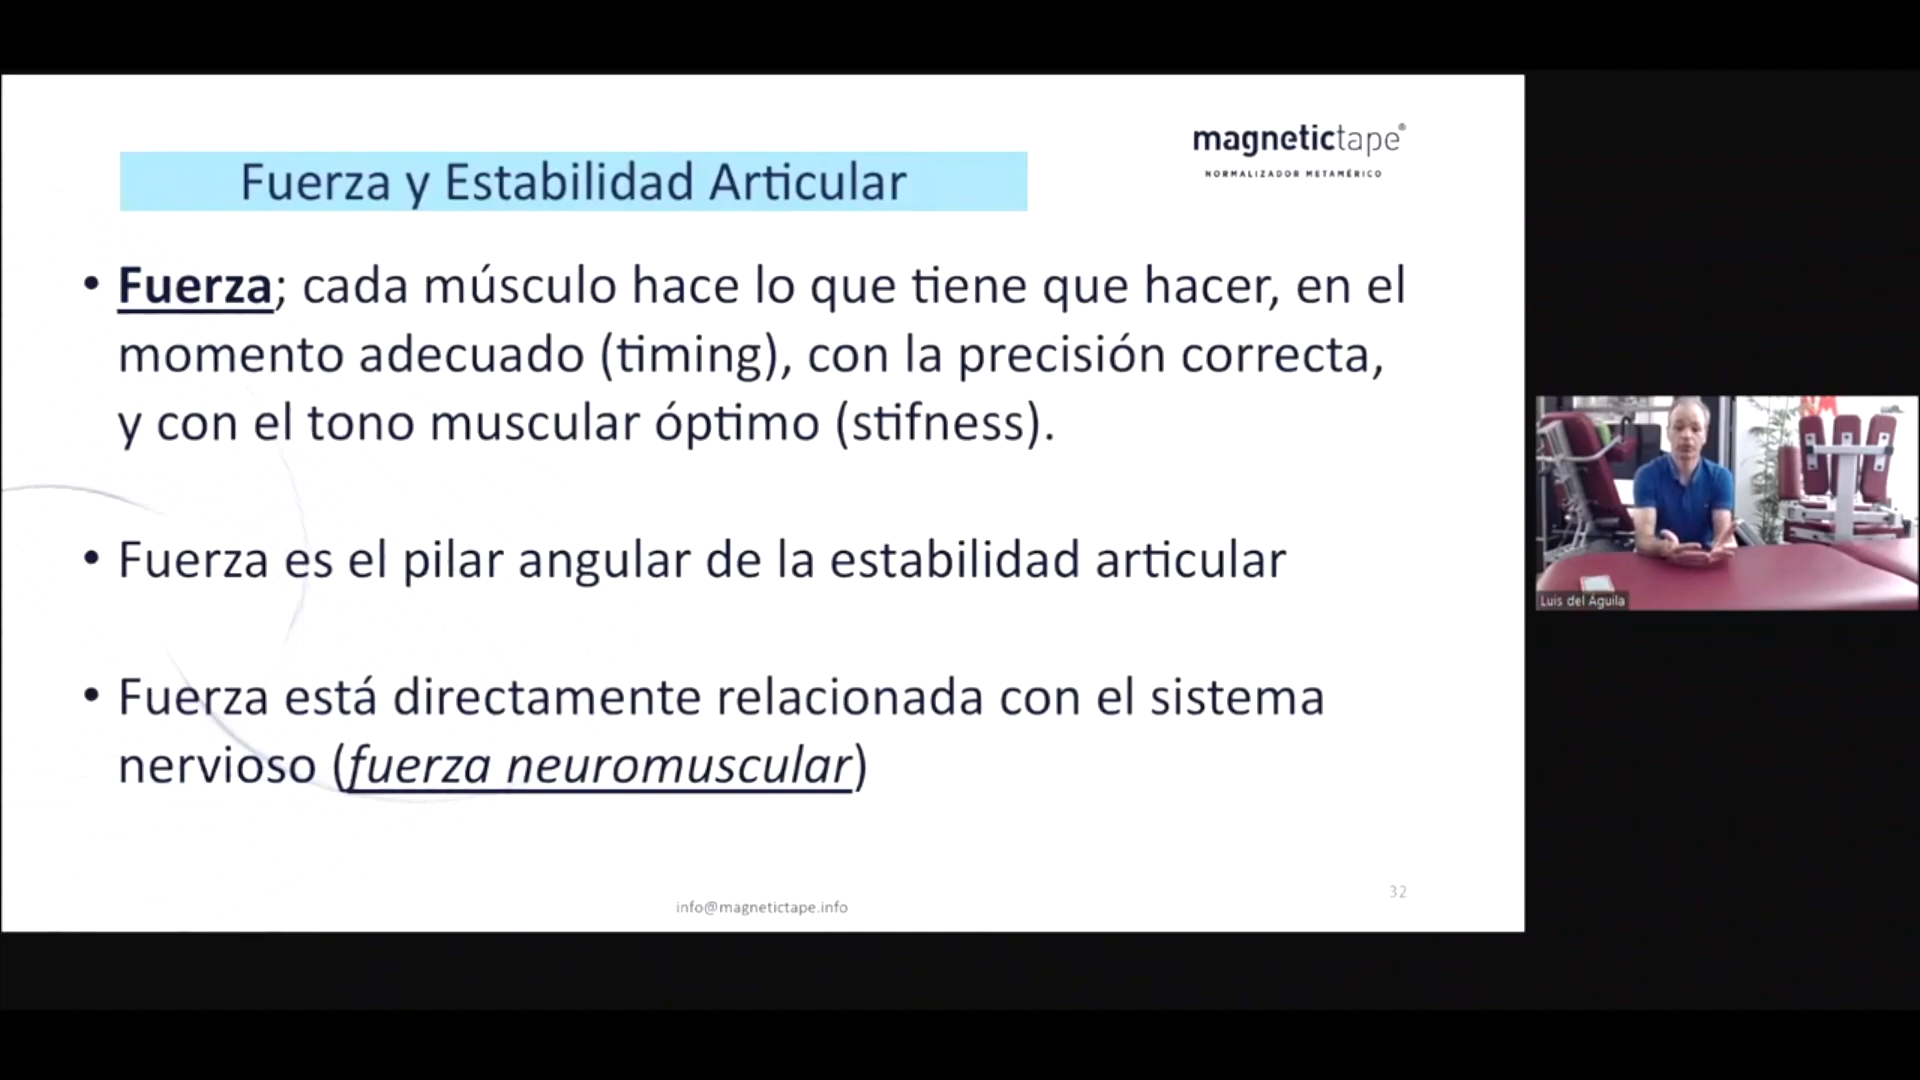 magnetictape®
NORMALIZADOR METAMÉRICO
Fuerza y Estabilidad Articular
• Fuerza; cada músculo hace lo que tiene que hacer, en el
momento adecuado (timing), con la precisión correcta,
y con el tono muscular óptimo (stifness).
• Fuerza es el pilar angular de la estabilidad articular
• Fuerza está directamente relacionada con el sistema
nervioso (fuerza neuromuscular)
info@magnetictape.info
32
Luis del Aguila